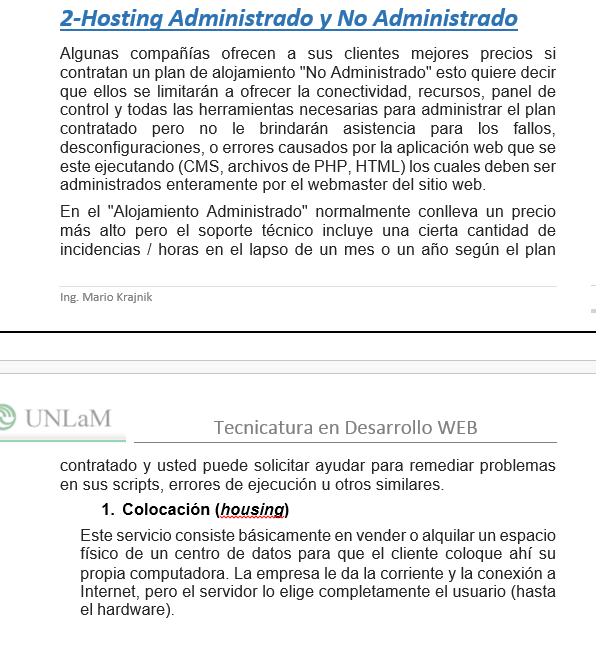 2-Hosting Administrado y No Administrado
Algunas compañías ofrecen a sus clientes mejores precios si
contratan un plan de alojamiento "No Administrado" esto quiere decir
que ellos se limitarán a ofrecer la conectividad, recursos, panel de
control y todas las herramientas necesarias para administrar el plan
contratado pero no le brindarán asistencia para los fallos,
desconfiguraciones, o errores causados por la aplicación web que se
este ejecutando (CMS, archivos de PHP, HTML) los cuales deben ser
administrados enteramente por el webmaster del sitio web.
En el "Alojamiento Administrado" normalmente conlleva un precio
más alto pero el soporte técnico incluye una cierta cantidad de
incidencias / horas en el lapso de un mes o un año según el plan
Ing. Mario Krajnik
UNLaM
Tecnicatura en Desarrollo WEB
contratado y usted puede solicitar ayudar para remediar problemas
en sus scripts, errores de ejecución u otros similares.
1. Colocación (housing)
Este servicio consiste básicamente en vender o alquilar un espacio
físico de un centro de datos para que el cliente coloque ahí su
propia computadora. La empresa le da la corriente y la conexión a
Internet, pero el servidor lo elige completamente el usuario (hasta
el hardware).